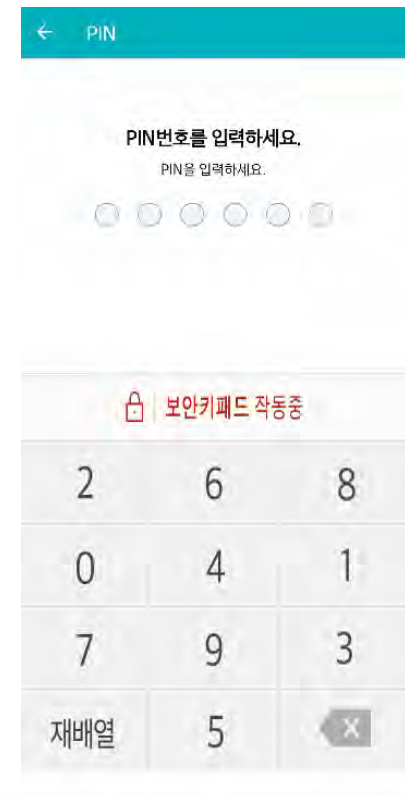 PIN
PIN번호를 입력하세요.
PIN을 입력하세요.
보안키패드 작동중
2 6 8
0 4 1
7 9 3
재배열 5 X